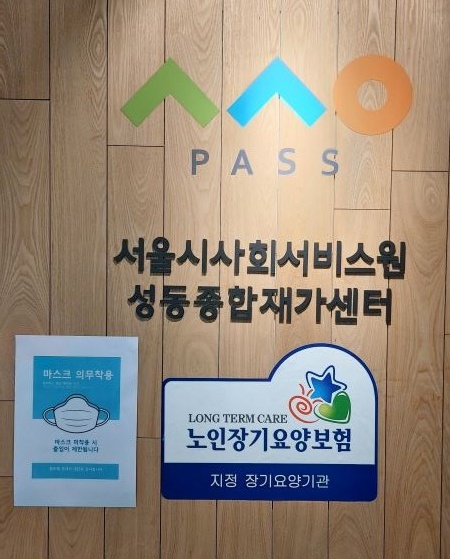 PASS
서울시사회서비스원
성동종합재가센터
마스크 의무착용
마스크 미착용 시
출입이 제한됩니다
LONG TERM CARE
노인장기요양보험
지정 장기요양기관